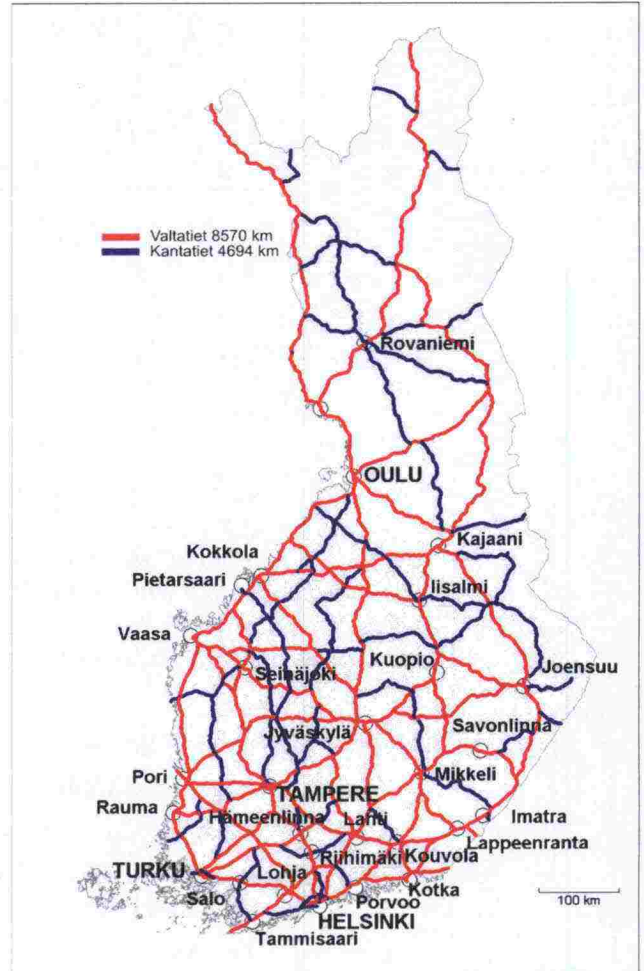 Valtatiet 8570 km
Kantatiet 4694 km
Rovaniemi
OULU
Kajaani
Kokkola
Iisalmi
Pietarsaari
Vaasa
Kuopio
Joensuu
Seinäjoki
Savonlinna
Jyväskylä
Pori
Mikkeli
TAMPERE
Rauma
Hämeenlinna
Lahti
Imatra
Lappeenranta
TURKU
Lohja
Riihimäki
Kouvola
Salo
Porvoo
Kotka
HELSINKI
Tammisaari
100 km